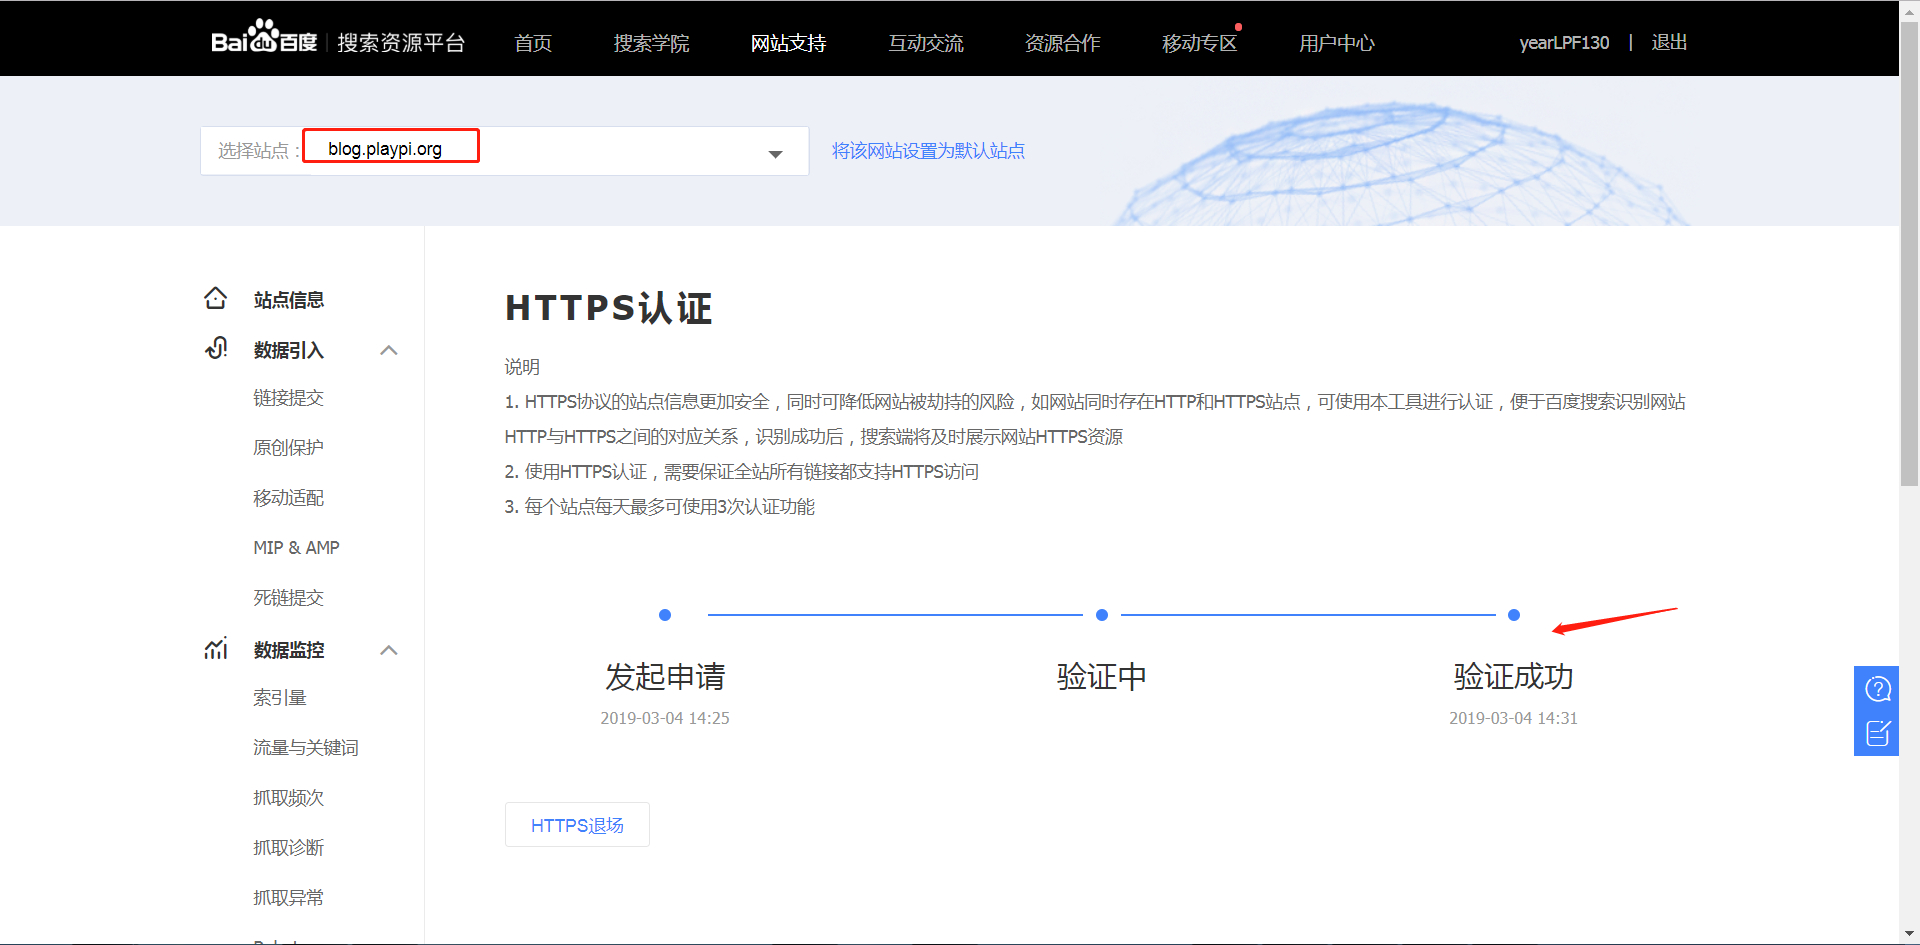 Bai du 百度 | 搜索资源平台 首页 搜索学院 网站支持 互动交流 资源合作 移动专区 用户中心 yearLPF130 | 退出
选择站点： blog.playpi.org 将该网站设置为默认站点
站点信息
数据引入
链接提交
原创保护
移动适配
MIP & AMP
死链提交
数据监控
索引量
流量与关键词
抓取频次
抓取诊断
抓取异常
HTTPS认证
说明
1. HTTPS协议的站点信息更加安全，同时可降低网站被劫持的风险，如网站同时存在HTTP和HTTPS站点，可使用本工具进行认证，便于百度搜索识别网站
HTTP与HTTPS之间的对应关系，识别成功后，搜索端将及时展示网站HTTPS资源
2. 使用HTTPS认证，需要保证全站所有链接都支持HTTPS访问
3. 每个站点每天最多可使用3次认证功能
发起申请 验证中 验证成功
2019-03-04 14:25 2019-03-04 14:31
HTTPS退场